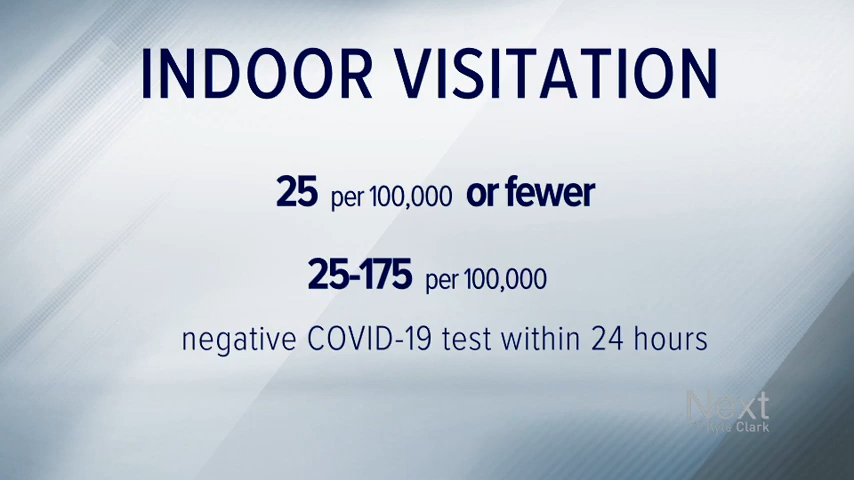 INDOOR VISITATION
25 per 100,000 or fewer
25-175 per 100,000
negative COVID-19 test within 24 hours
Next
Kyle Clark